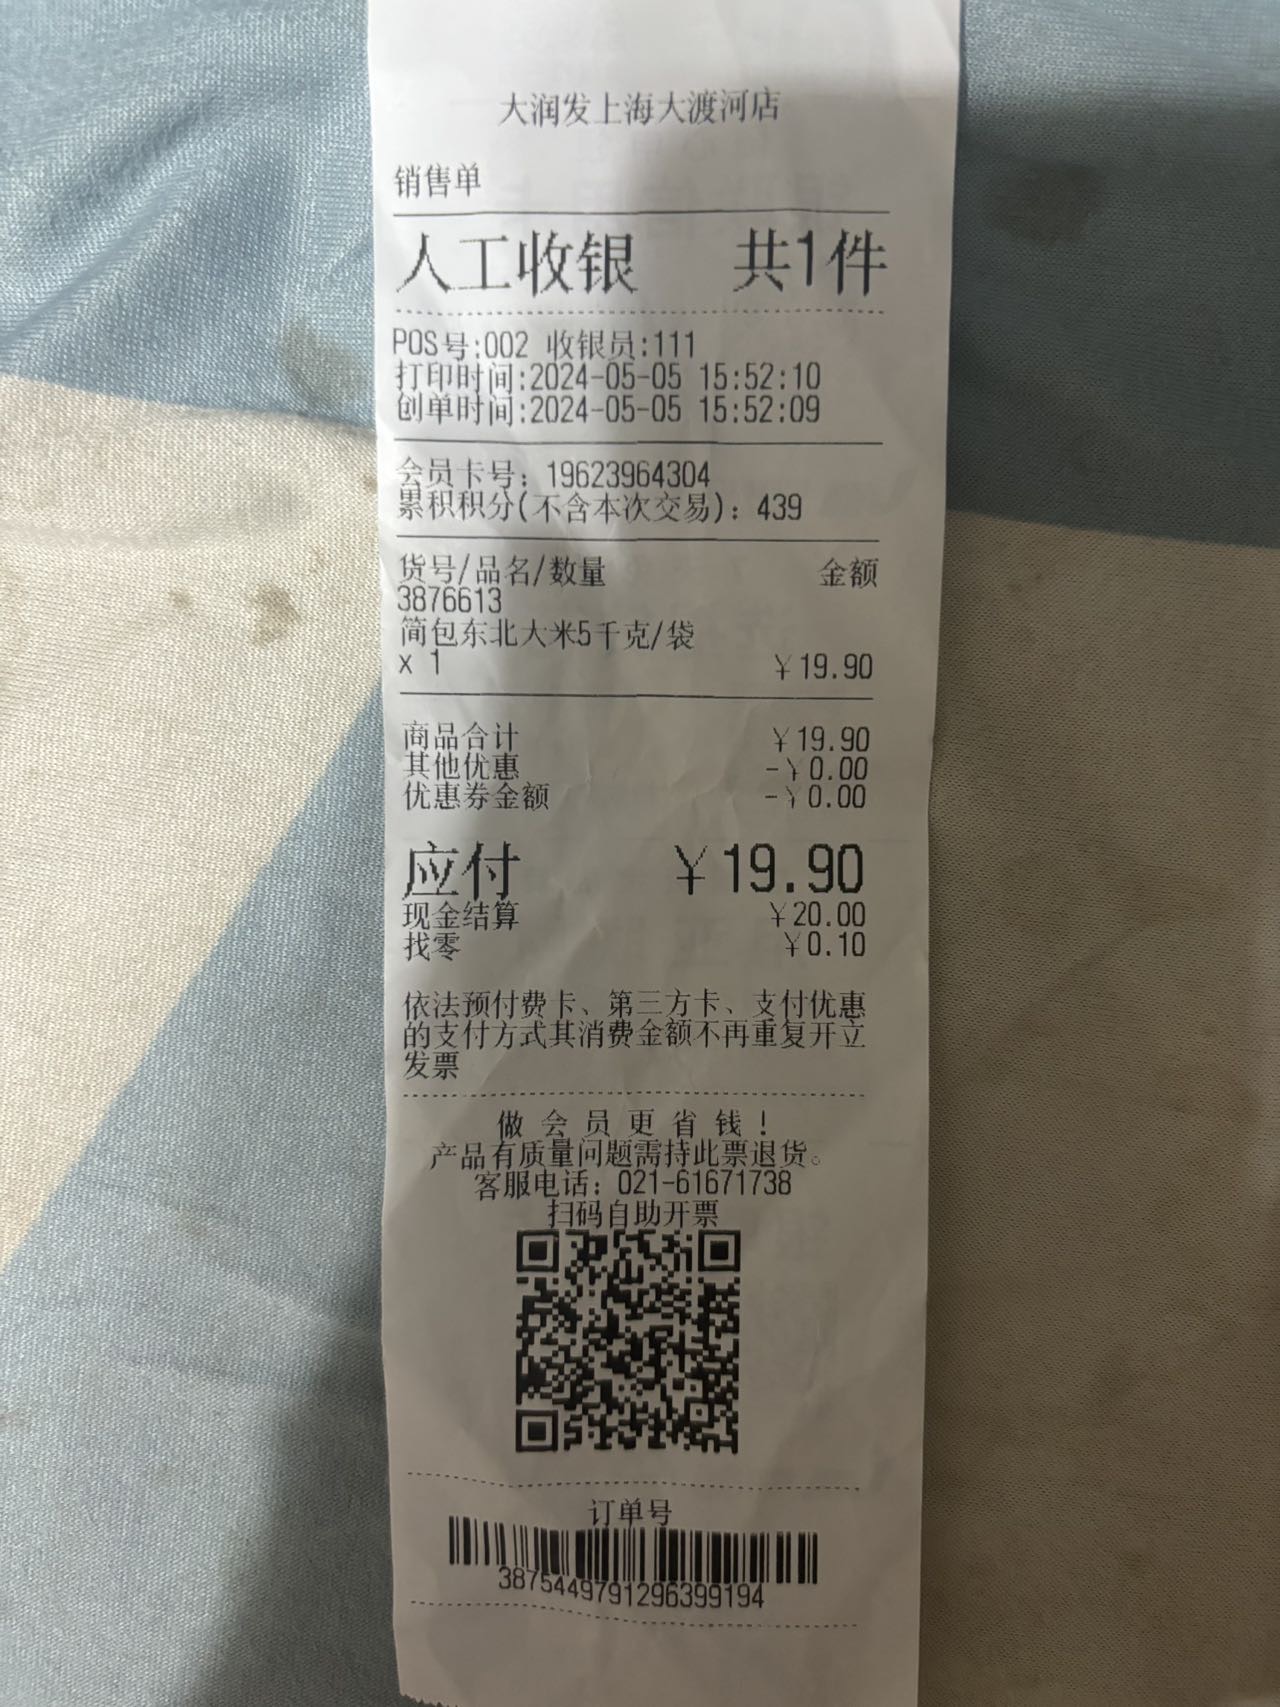 大润发上海大渡河店
销售单
人工收银 共1件
POS号:002 收银员:111
打印时间:2024-05-05 15:52:10
创单时间:2024-05-05 15:52:09
会员卡号：19623964304
累积积分(不含本次交易)：439
货号/品名/数量 金额
3876613
简包东北大米5千克/袋
x 1 ￥19.90
商品合计 ￥19.90
其他优惠 -￥0.00
优惠券金额 -￥0.00
应付 ￥19.90
现金结算 ￥20.00
找零 ￥0.10
依法预付费卡、第三方卡、支付优惠
的支付方式其消费金额不再重复开立
发票
做会员更省钱！
产品有质量问题需持此票退货。
客服电话：021-61671738
扫码自助开票
订单号
3875449791296399194